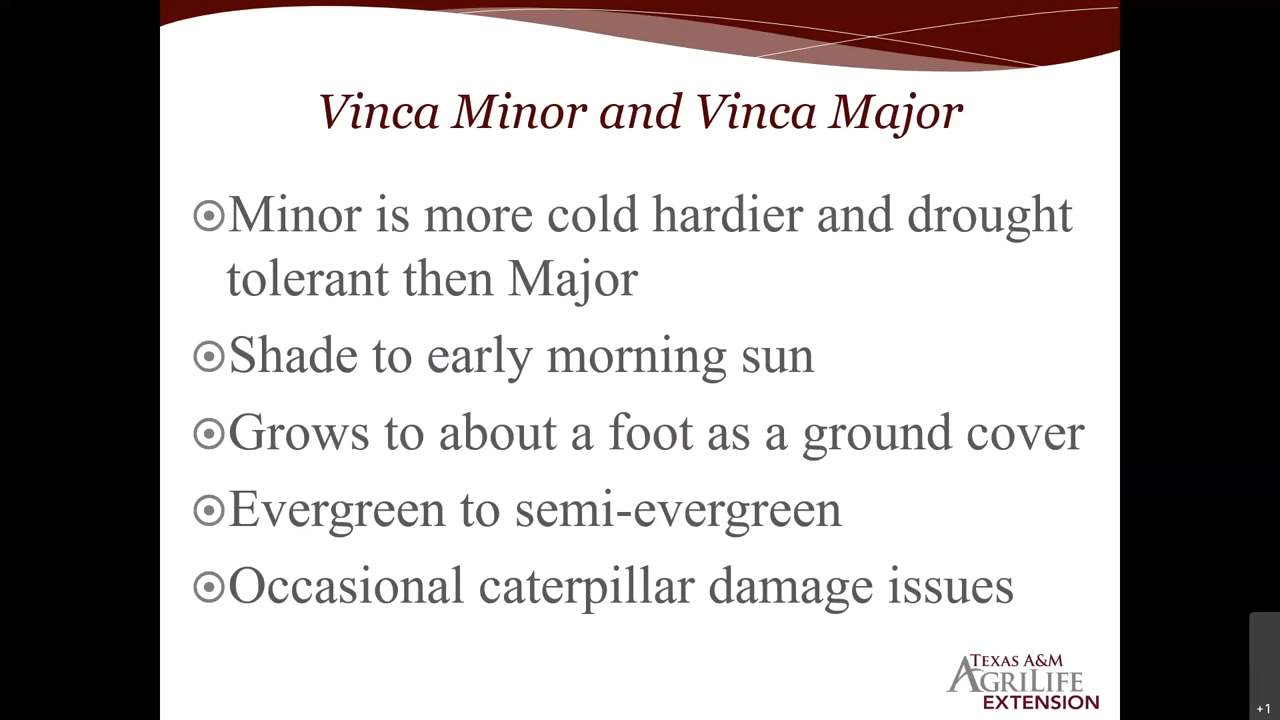 Vinca Minor and Vinca Major
Minor is more cold hardier and drought
tolerant then Major
Shade to early morning sun
Grows to about a foot as a ground cover
Evergreen to semi-evergreen
Occasional caterpillar damage issues
TEXAS A&M
AGRILIFE
EXTENSION
+1